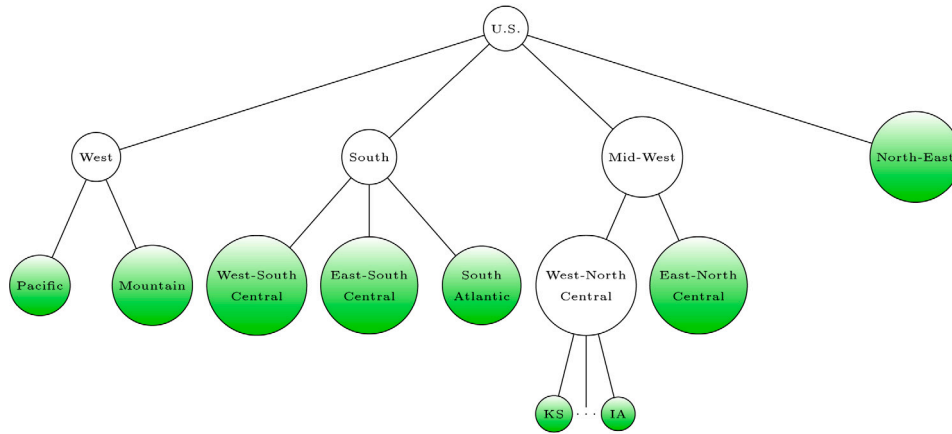 U.S.
West
South
Mid-West
North-East
Pacific
Mountain
West-South
Central
East-South
Central
South
Atlantic
West-North
Central
East-North
Central
KS
···
IA